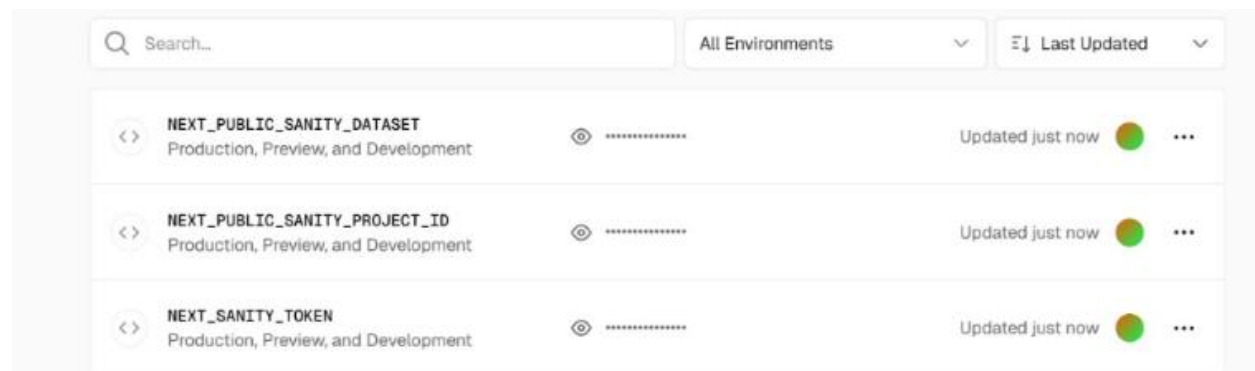 Search...
All Environments
Last Updated
NEXT_PUBLIC_SANITY_DATASET
Production, Preview, and Development
Updated just now
NEXT_PUBLIC_SANITY_PROJECT_ID
Production, Preview, and Development
Updated just now
NEXT_SANITY_TOKEN
Production, Preview, and Development
Updated just now